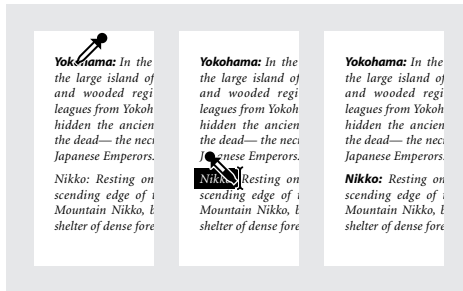 Yokohama: In the
the large island of
and wooded regi
leagues from Yokoh
hidden the ancien
the dead— the necr
Japanese Emperors.
Nikko: Resting on
scending edge of t
Mountain Nikko, b
shelter of dense fore
Yokohama: In the
the large island of
and wooded regi
leagues from Yokoh
hidden the ancien
the dead— the necr
Japanese Emperors.
Nikko: Resting on
scending edge of t
Mountain Nikko, b
shelter of dense fore
Yokohama: In the
the large island of
and wooded regi
leagues from Yokoh
hidden the ancien
the dead— the necr
Japanese Emperors.
Nikko: Resting on
scending edge of t
Mountain Nikko, b
shelter of dense fore